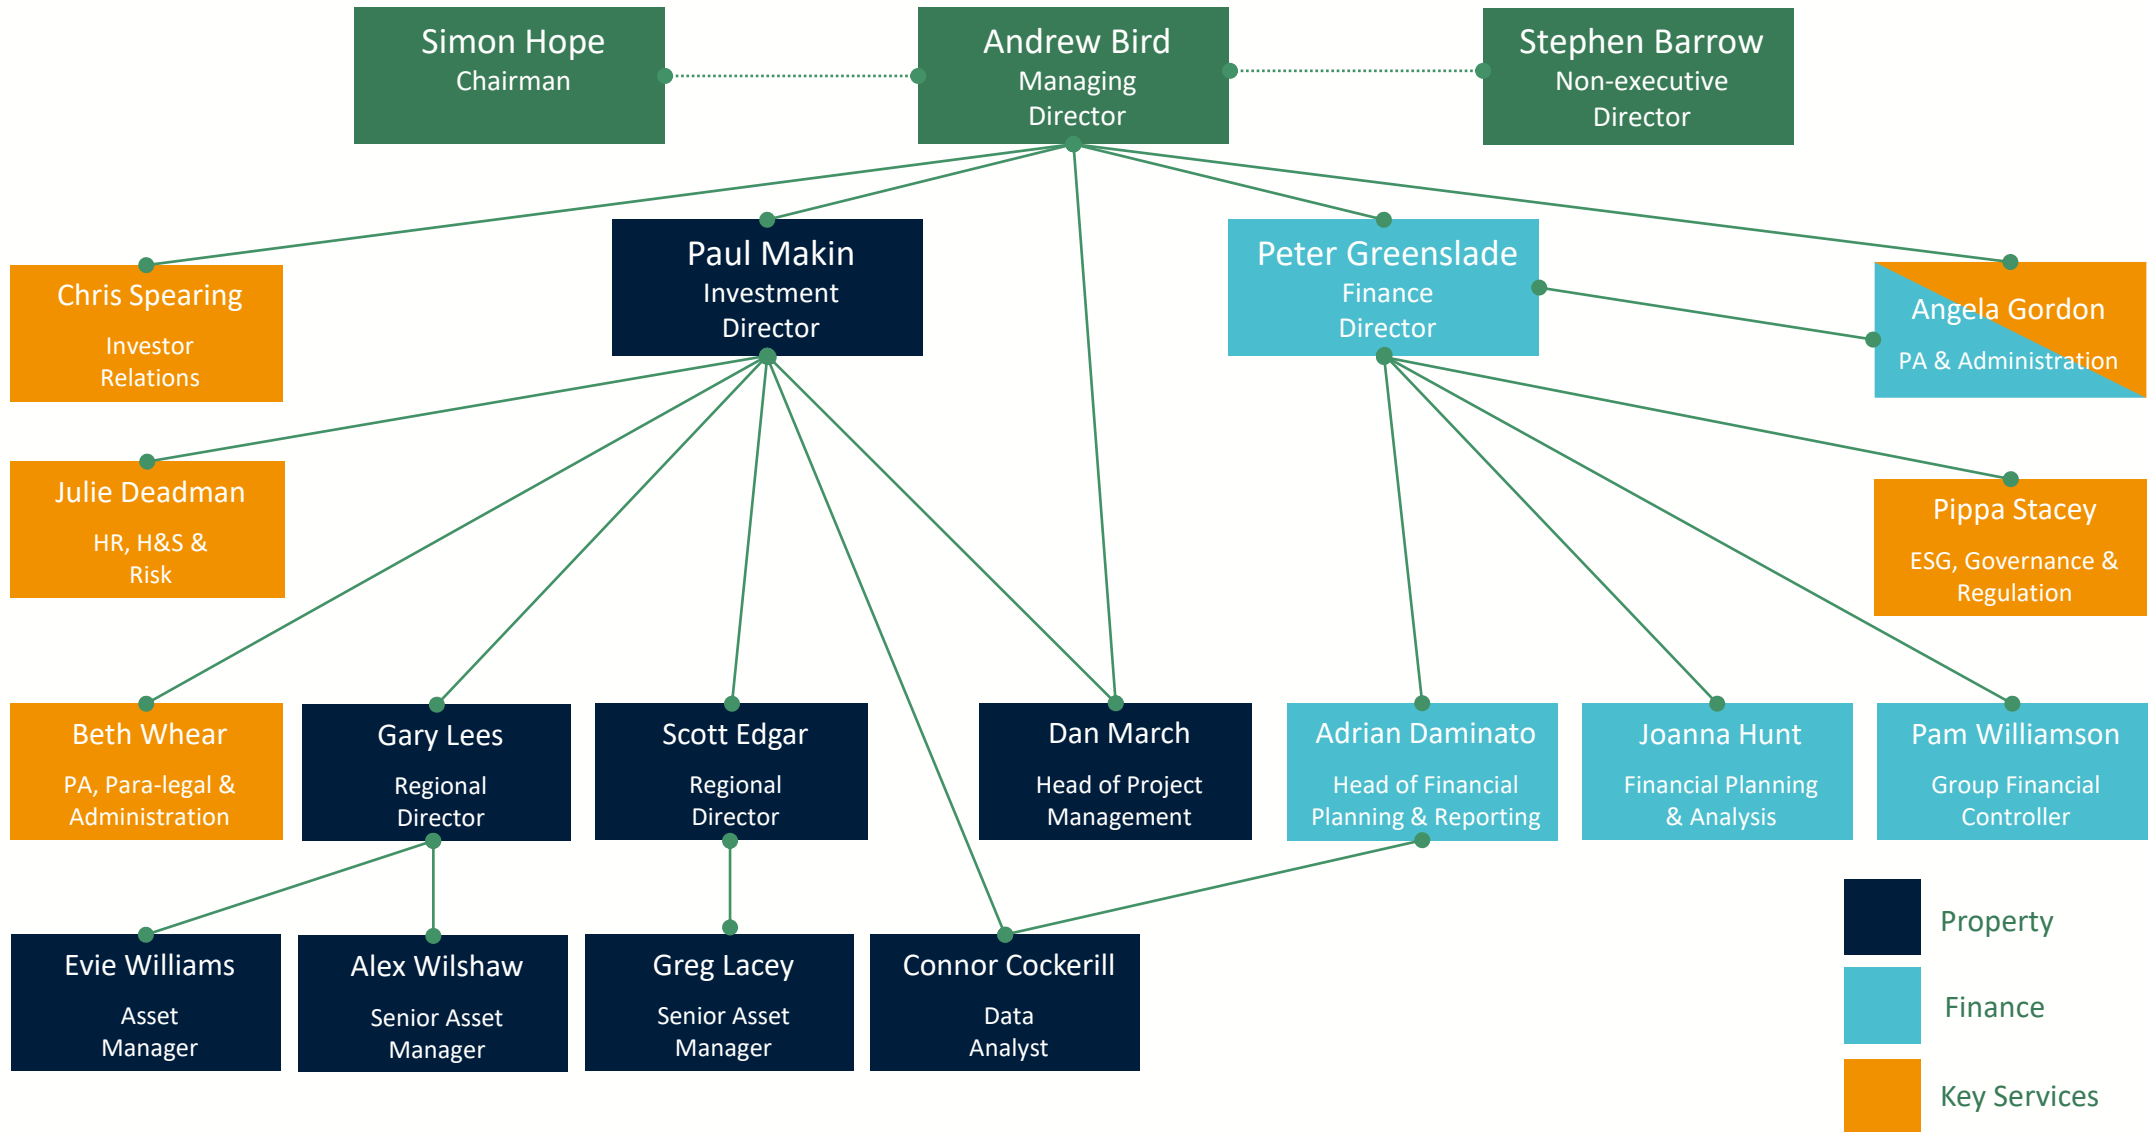 Simon Hope
Chairman
Andrew Bird
Managing
Director
Stephen Barrow
Non-executive
Director
Chris Spearing
Investor
Relations
Paul Makin
Investment
Director
Peter Greenslade
Finance
Director
Angela Gordon
PA & Administration
Julie Deadman
HR, H&S &
Risk
Pippa Stacey
ESG, Governance &
Regulation
Beth Whear
PA, Para-legal &
Administration
Gary Lees
Regional
Director
Scott Edgar
Regional
Director
Dan March
Head of Project
Management
Adrian Daminato
Head of Financial
Planning & Reporting
Joanna Hunt
Financial Planning
& Analysis
Pam Williamson
Group Financial
Controller
Evie Williams
Asset
Manager
Alex Wilshaw
Senior Asset
Manager
Greg Lacey
Senior Asset
Manager
Connor Cockerill
Data
Analyst
Property
Finance
Key Services